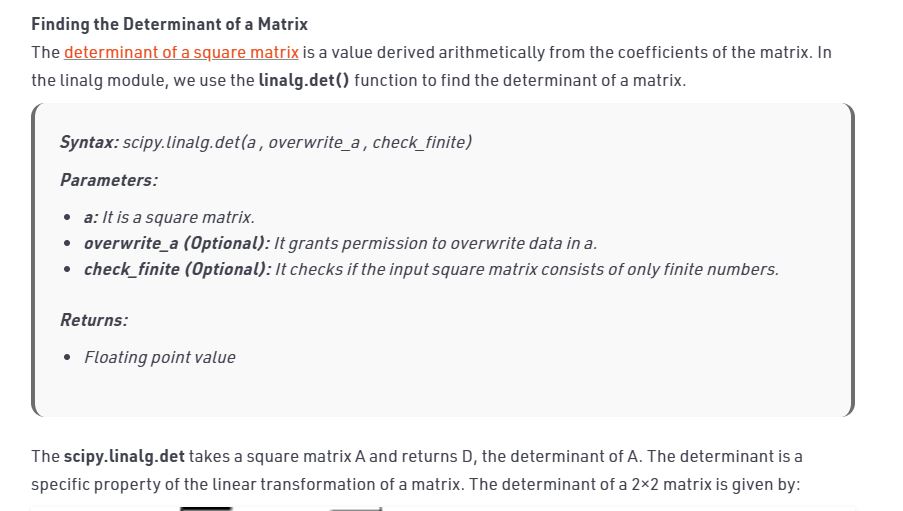 Finding the Determinant of a Matrix
The determinant of a square matrix is a value derived arithmetically from the coefficients of the matrix. In
the linalg module, we use the linalg.det() function to find the determinant of a matrix.
Syntax: scipy.linalg.det(a , overwrite_a , check_finite)
Parameters:
• a: It is a square matrix.
• overwrite_a (Optional): It grants permission to overwrite data in a.
• check_finite (Optional): It checks if the input square matrix consists of only finite numbers.
Returns:
• Floating point value
The scipy.linalg.det takes a square matrix A and returns D, the determinant of A. The determinant is a
specific property of the linear transformation of a matrix. The determinant of a 2×2 matrix is given by: